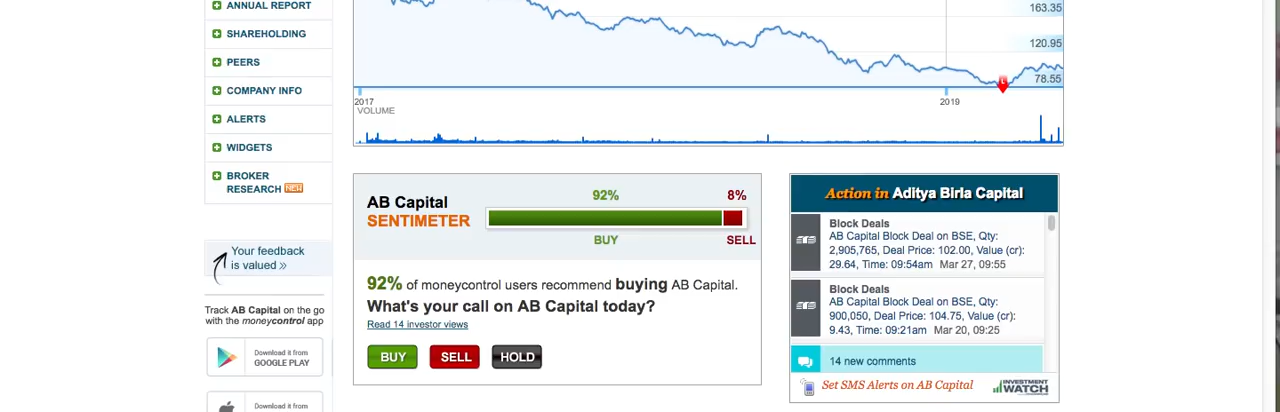 ANNUAL REPORT
SHAREHOLDING
PEERS
COMPANY INFO
ALERTS
WIDGETS
BROKER
RESEARCH NEW
Your feedback
is valued »
Track AB Capital on the go
with the moneycontrol app
Download it from
GOOGLE PLAY
Download it from
163.35
120.95
78.55
2017
2019
VOLUME
AB Capital
SENTIMETER
92%
8%
BUY
SELL
92% of moneycontrol users recommend buying AB Capital.
What's your call on AB Capital today?
Read 14 investor views
BUY
SELL
HOLD
Action in Aditya Birla Capital
Block Deals
AB Capital Block Deal on BSE, Qty:
2,905,765, Deal Price: 102.00, Value (cr):
29.64, Time: 09:54am Mar 27, 09:55
Block Deals
AB Capital Block Deal on BSE, Qty:
900,050, Deal Price: 104.75, Value (cr):
9.43, Time: 09:21am Mar 20, 09:25
14 new comments
Set SMS Alerts on AB Capital
INVESTMENT
WATCH